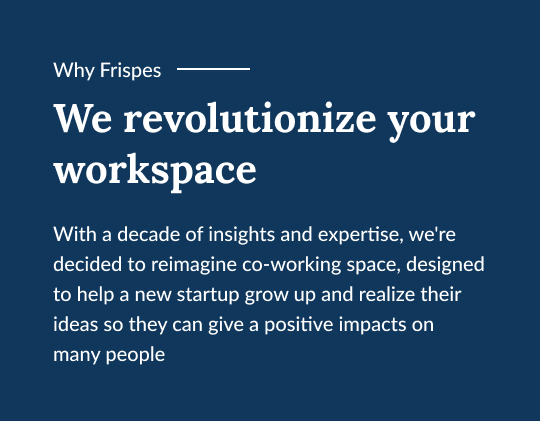 Why Frispes
We revolutionize your
workspace
With a decade of insights and expertise, we're
decided to reimagine co-working space, designed
to help a new startup grow up and realize their
ideas so they can give a positive impacts on
many people